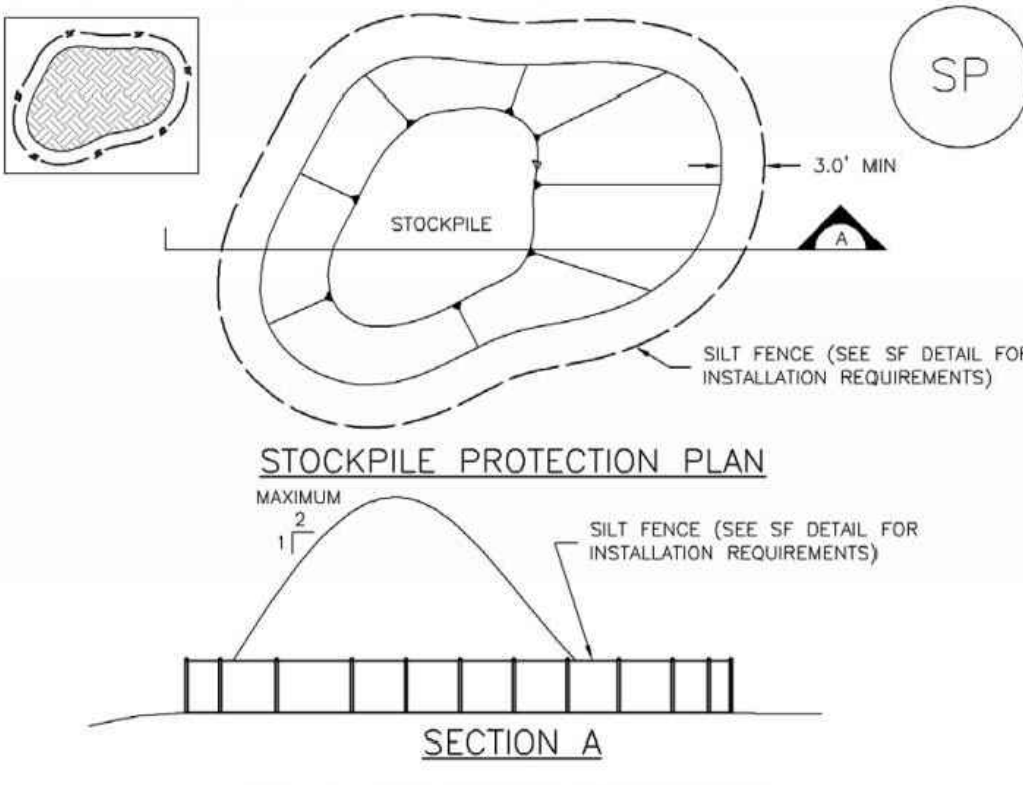 SP
3.0' MIN
STOCKPILE
A
SILT FENCE (SEE SF DETAIL FOR
INSTALLATION REQUIREMENTS)
STOCKPILE PROTECTION PLAN
MAXIMUM
2
1
SILT FENCE (SEE SF DETAIL FOR
INSTALLATION REQUIREMENTS)
SECTION A